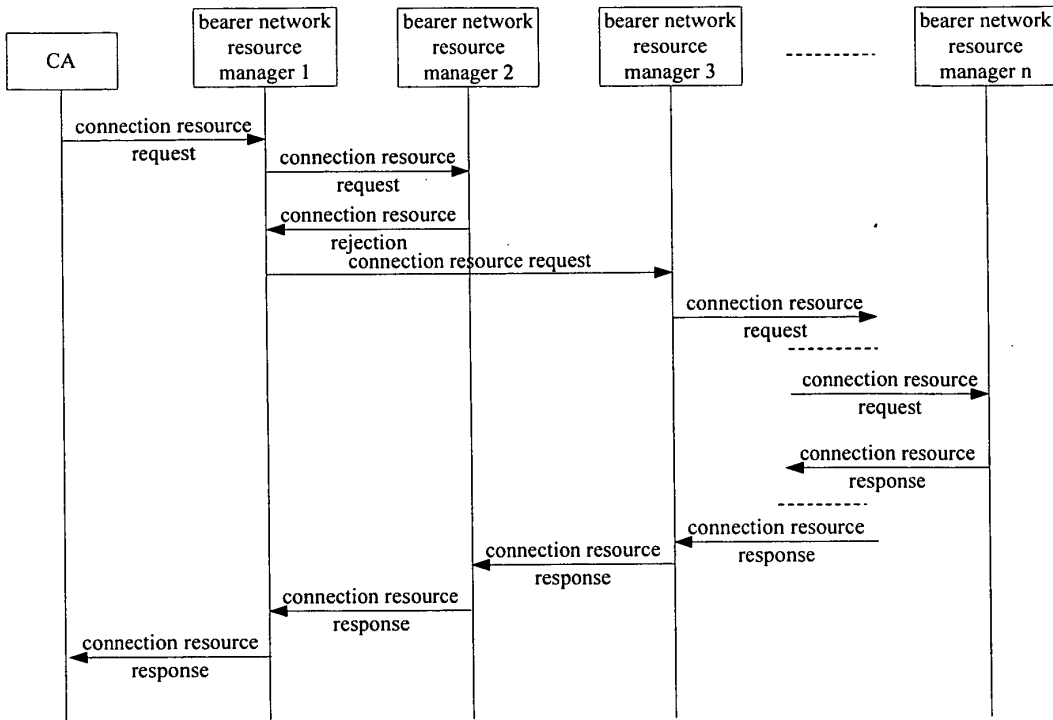 CA
bearer network
resource
manager 1
bearer network
resource
manager 2
bearer network
resource
manager 3
bearer network
resource
manager n
connection resource
request
connection resource
request
connection resource
rejection
connection resource request
connection resource
request
connection resource
request
connection resource
response
connection resource
response
connection resource
response
connection resource
response
connection resource
response